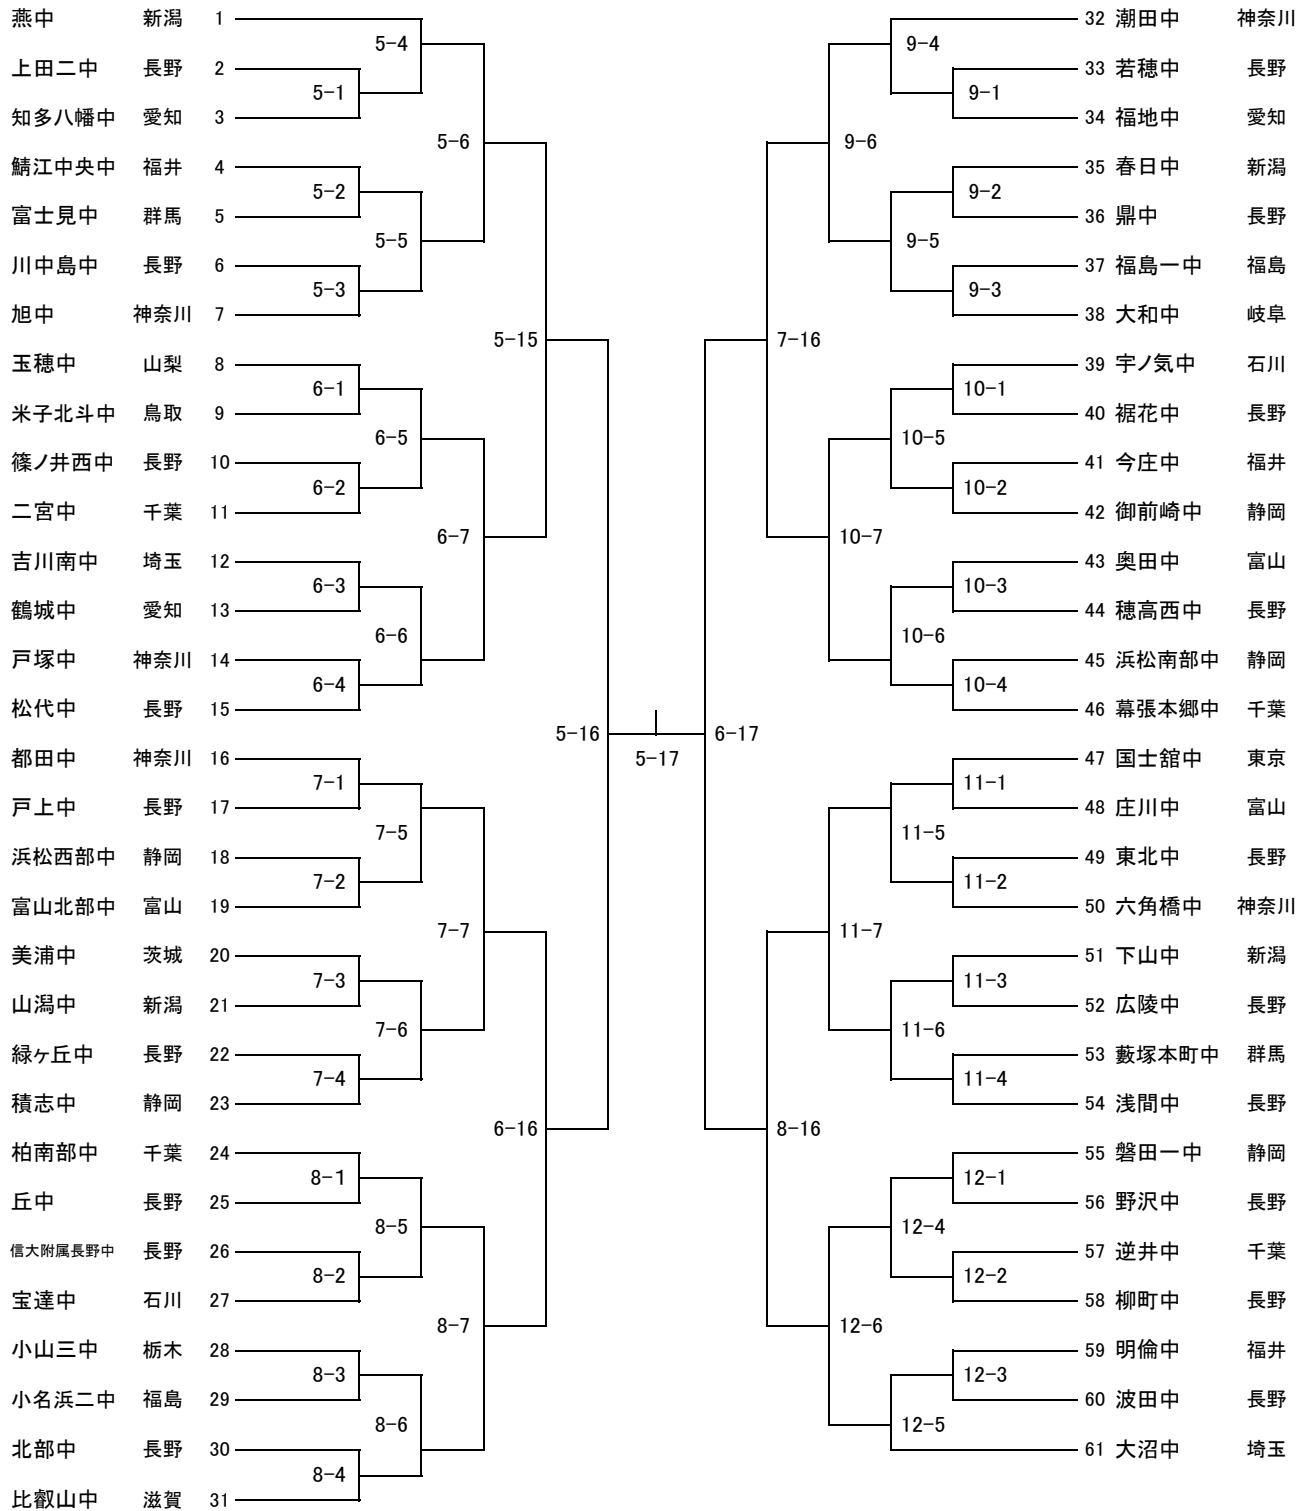 燕中 新潟 1
上田二中 長野 2
知多八幡中 愛知 3
鯖江中央中 福井 4
富士見中 群馬 5
川中島中 長野 6
旭中 神奈川 7
玉穂中 山梨 8
米子北斗中 鳥取 9
篠ノ井西中 長野 10
二宮中 千葉 11
吉川南中 埼玉 12
鶴城中 愛知 13
戸塚中 神奈川 14
松代中 長野 15
都田中 神奈川 16
戸上中 長野 17
浜松西部中 静岡 18
富山北部中 富山 19
美浦中 茨城 20
山潟中 新潟 21
緑ヶ丘中 長野 22
積志中 静岡 23
柏南部中 千葉 24
丘中 長野 25
信大附属長野中 長野 26
宝達中 石川 27
小山三中 栃木 28
小名浜二中 福島 29
北部中 長野 30
比叡山中 滋賀 31
5-4
5-1
5-6
5-2
5-5
5-3
5-15
6-1
6-5
6-2
6-7
6-3
6-6
6-4
5-16
7-1
7-5
7-2
7-7
7-3
7-6
7-4
6-16
8-1
8-5
8-2
8-7
8-3
8-6
8-4
5-17
6-17
9-4
9-1
9-6
9-2
9-5
9-3
7-16
10-1
10-5
10-2
10-7
10-3
10-6
10-4
11-1
11-5
11-2
11-7
11-3
11-6
11-4
8-16
12-1
12-4
12-2
12-6
12-3
12-5
32 潮田中 神奈川
33 若穂中 長野
34 福地中 愛知
35 春日中 新潟
36 鼎中 長野
37 福島一中 福島
38 大和中 岐阜
39 宇ノ気中 石川
40 裾花中 長野
41 今庄中 福井
42 御前崎中 静岡
43 奥田中 富山
44 穂高西中 長野
45 浜松南部中 静岡
46 幕張本郷中 千葉
47 国士舘中 東京
48 庄川中 富山
49 東北中 長野
50 六角橋中 神奈川
51 下山中 新潟
52 広陵中 長野
53 藪塚本町中 群馬
54 浅間中 長野
55 磐田一中 静岡
56 野沢中 長野
57 逆井中 千葉
58 柳町中 長野
59 明倫中 福井
60 波田中 長野
61 大沼中 埼玉